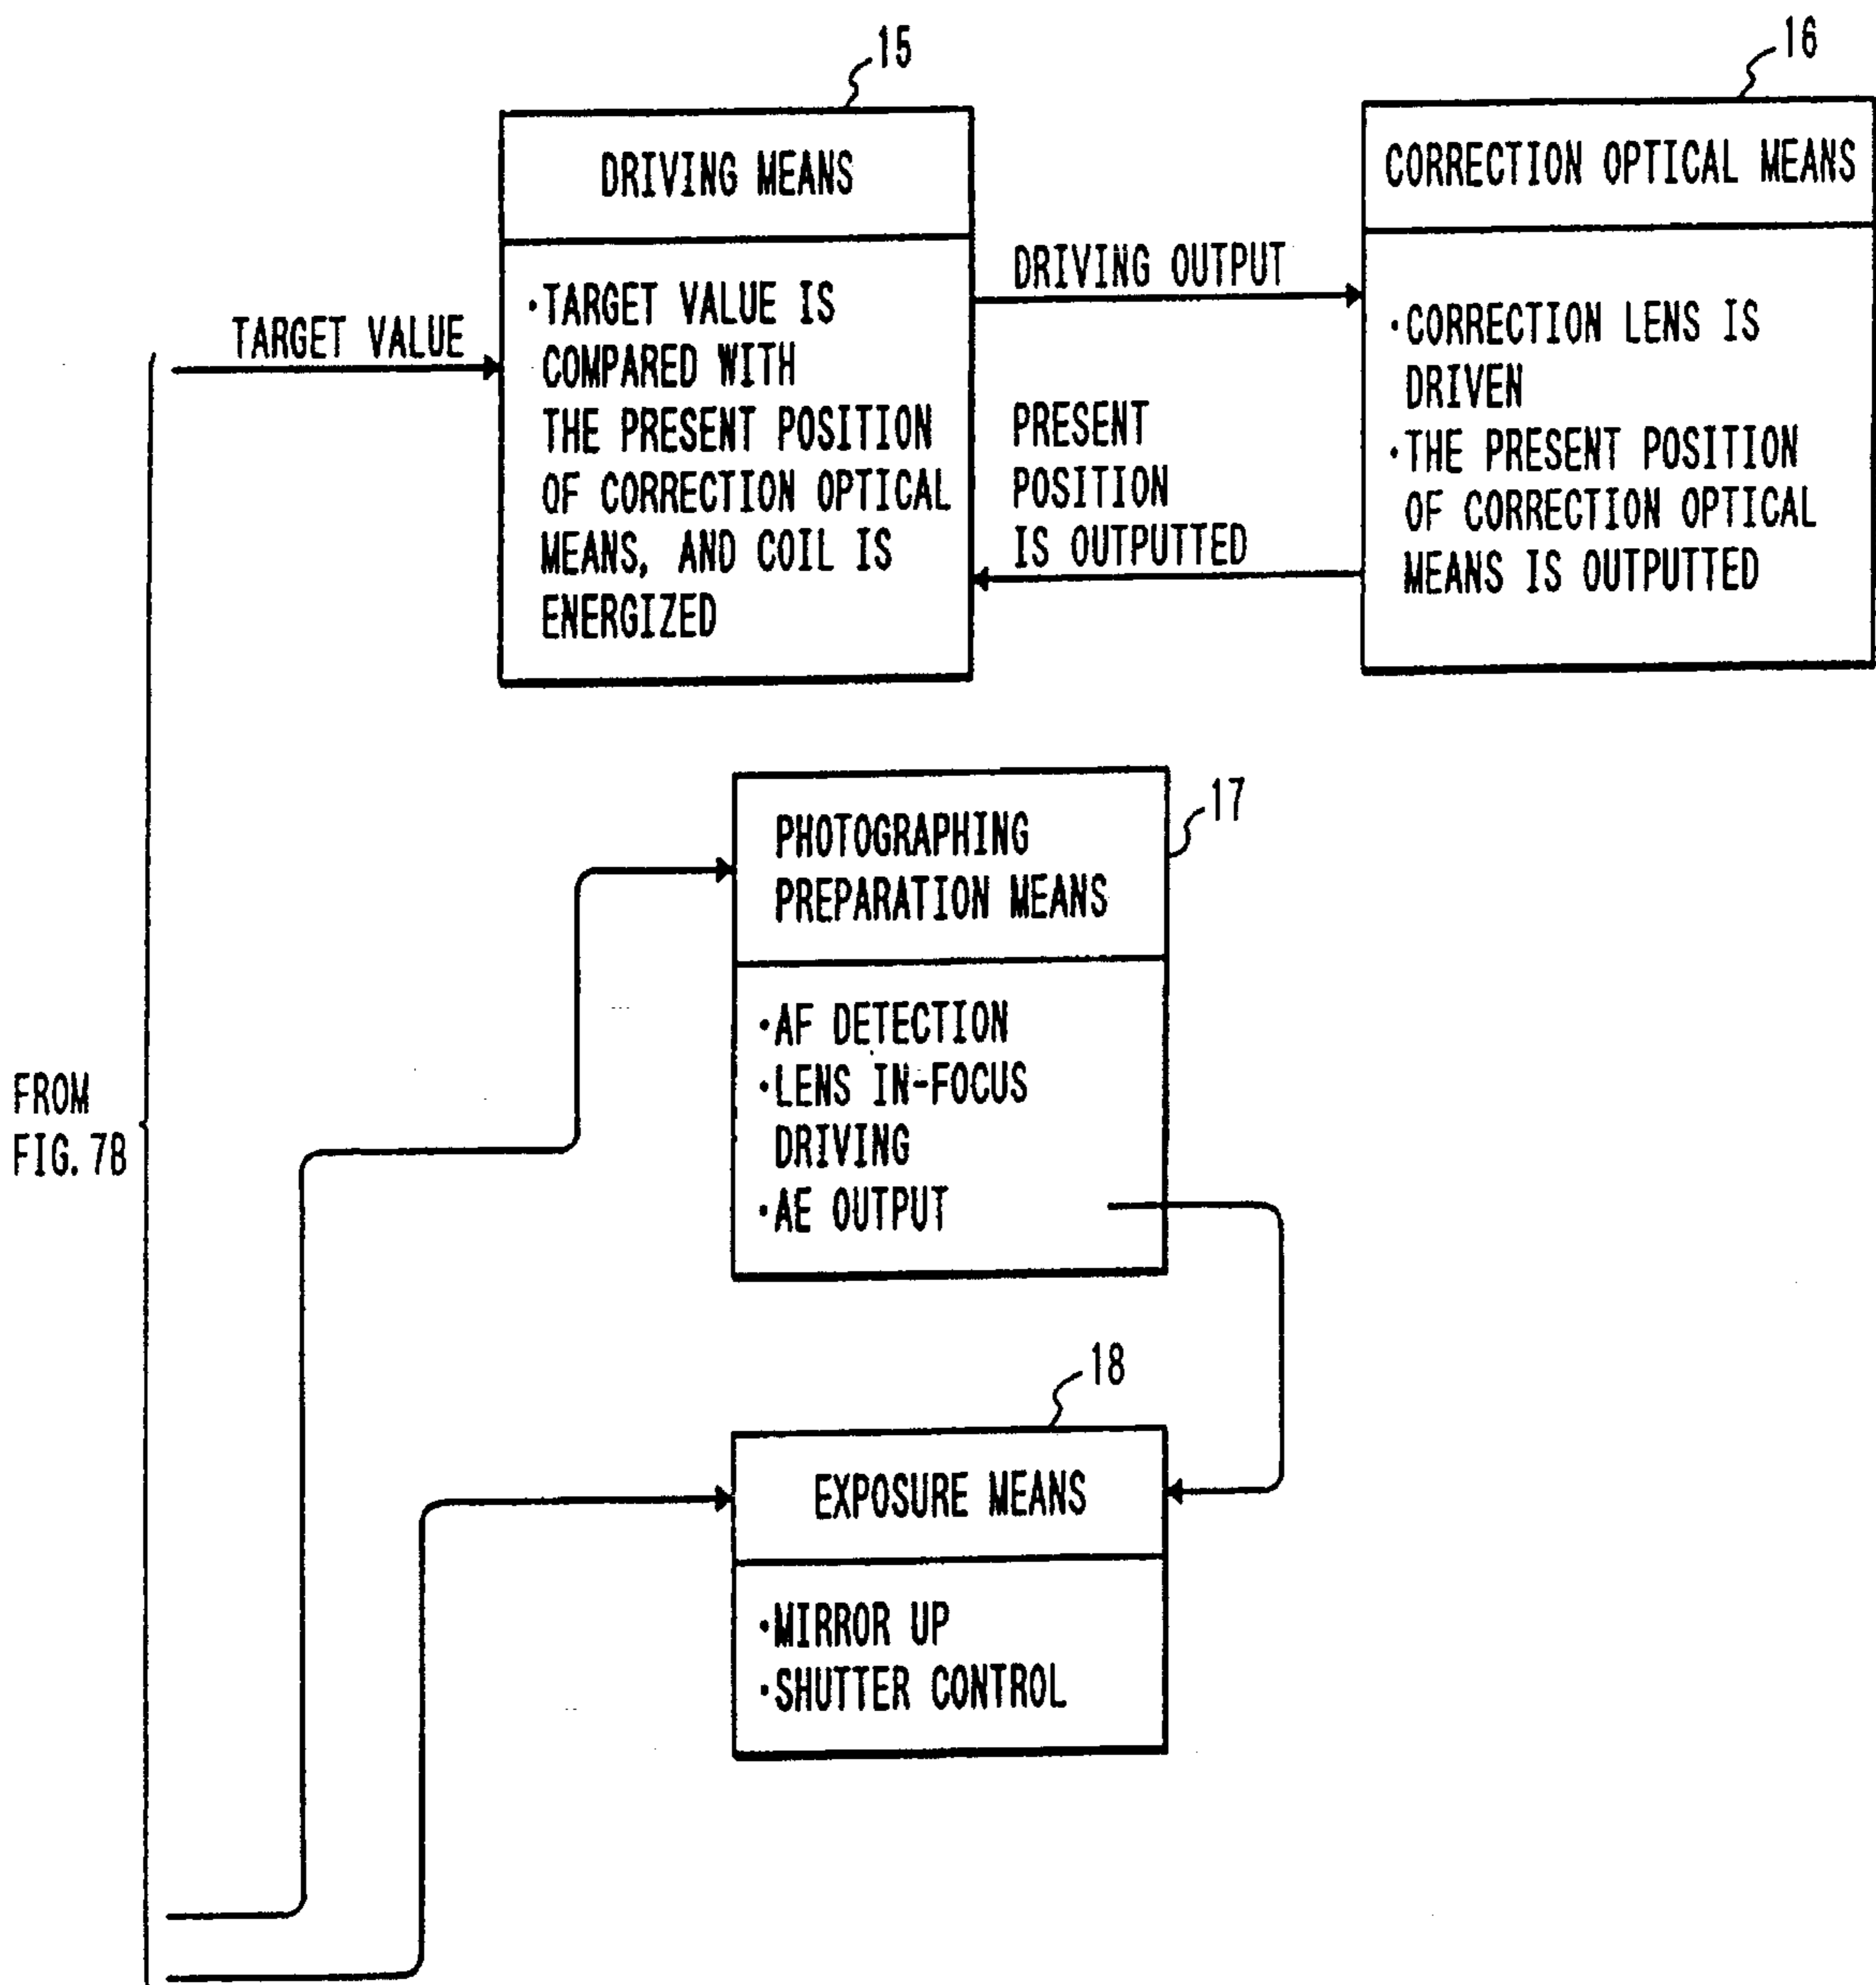 15
16
DRIVING MEANS
CORRECTION OPTICAL MEANS
TARGET VALUE
·TARGET VALUE IS
COMPARED WITH
THE PRESENT POSITION
OF CORRECTION OPTICAL
MEANS, AND COIL IS
ENERGIZED
DRIVING OUTPUT
PRESENT
POSITION
IS OUTPUTTED
·CORRECTION LENS IS
DRIVEN
·THE PRESENT POSITION
OF CORRECTION OPTICAL
MEANS IS OUTPUTTED
17
PHOTOGRAPHING
PREPARATION MEANS
·AF DETECTION
·LENS IN-FOCUS
DRIVING
·AE OUTPUT
FROM
FIG. 7B
18
EXPOSURE MEANS
·MIRROR UP
·SHUTTER CONTROL